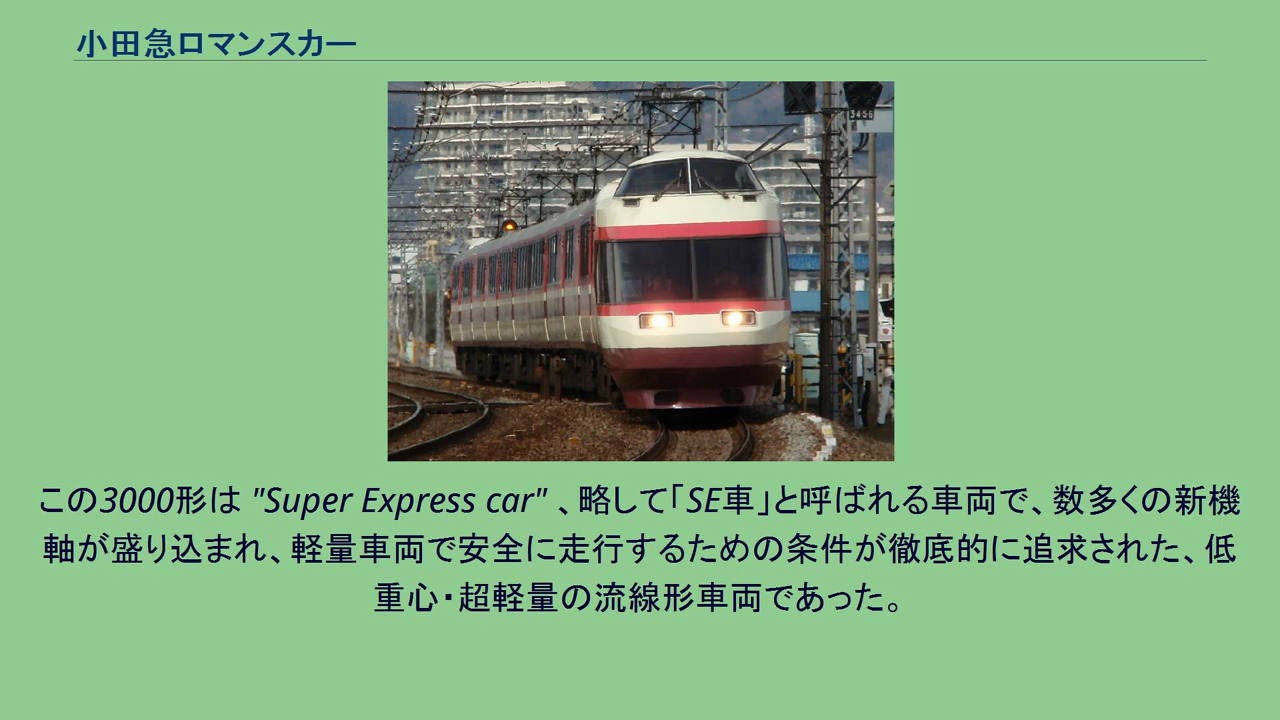 小田急ロマンスカー
3456
この3000形は "Super Express car" 、略して「SE車」と呼ばれる車両で、数多くの新機
軸が盛り込まれ、軽量車両で安全に走行するための条件が徹底的に追求された、低
重心・超軽量の流線形車両であった。